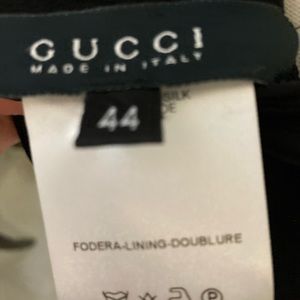 GUCCI
MADE IN ITALY
44
FODERA-LINING-DOUBLURE